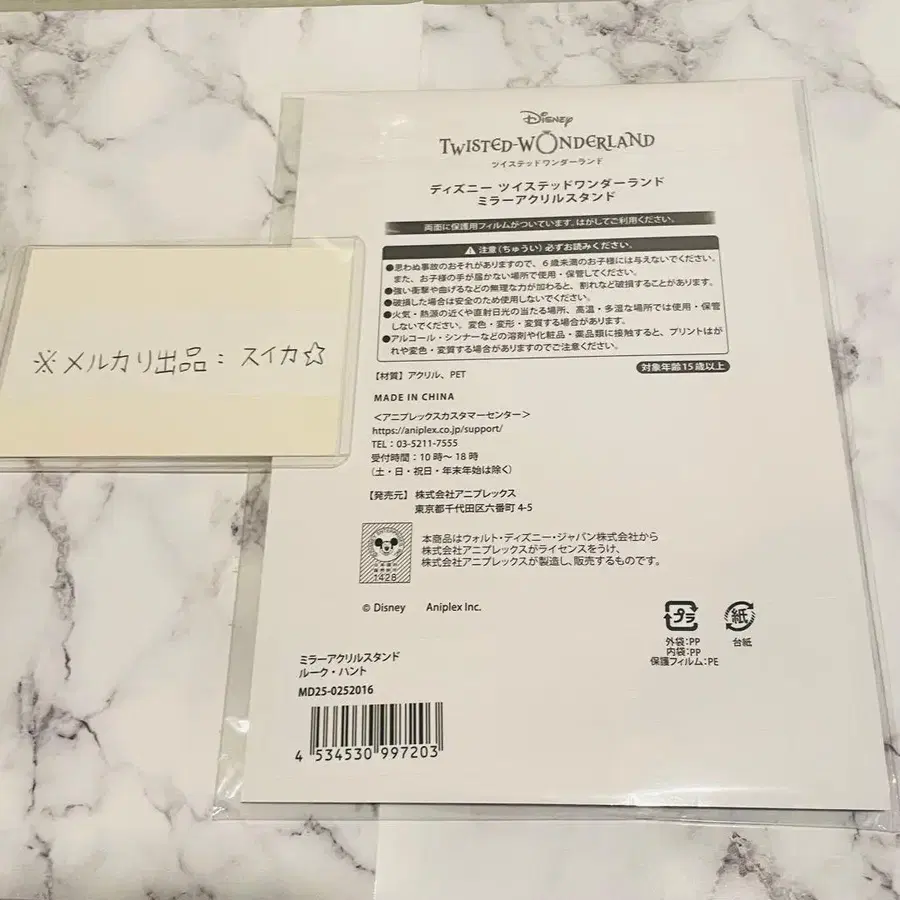 ※メルカリ出品：スイカ☆
Disney
TWISTED-WONDERLAND
ツイステッドワンダーランド
ディズニー ツイステッドワンダーランド
ミラーアクリルスタンド
両面に保護用フィルムがついています。はがしてご利用ください。
⚠注意(ちゅうい)必ずお読みください。
●思わぬ事故のおそれがありますので、6歳未満のお子様には与えないでください。
また、お子様の手が届かない場所で使用・保管してください。
●強い衝撃や曲げるなどの無理な力が加わると、割れなど破損することがあります。
●破損した場合は安全のため使用しないでください。
●火気・熱源の近くや直射日光の当たる場所、高温・多湿な場所では使用・保管
しないでください。変色・変形・変質する場合があります。
●アルコール・シンナーなどの溶剤や化粧品・薬品類に接触すると、プリントはが
れや変色・変質する場合がありますのでご注意ください。
対象年齢15歳以上
【材質】アクリル、PET
MADE IN CHINA
＜アニプレックスカスタマーセンター＞
https://aniplex.co.jp/support/
TEL：03-5211-7555
受付時間：10時～18時
(土・日・祝日・年末年始は除く)
【発売元】株式会社アニプレックス
東京都千代田区六番町4-5
本商品はウォルト・ディズニー・ジャパン株式会社から
株式会社アニプレックスがライセンスをうけ、
株式会社アニプレックスが製造し、販売するものです。
1428
© Disney Aniplex Inc.
プラ
外袋：PP
内袋：PP
保護フィルム：PE
紙
台紙
ミラーアクリルスタンド
ルーク・ハント
MD25-0252016
4 534530 997203